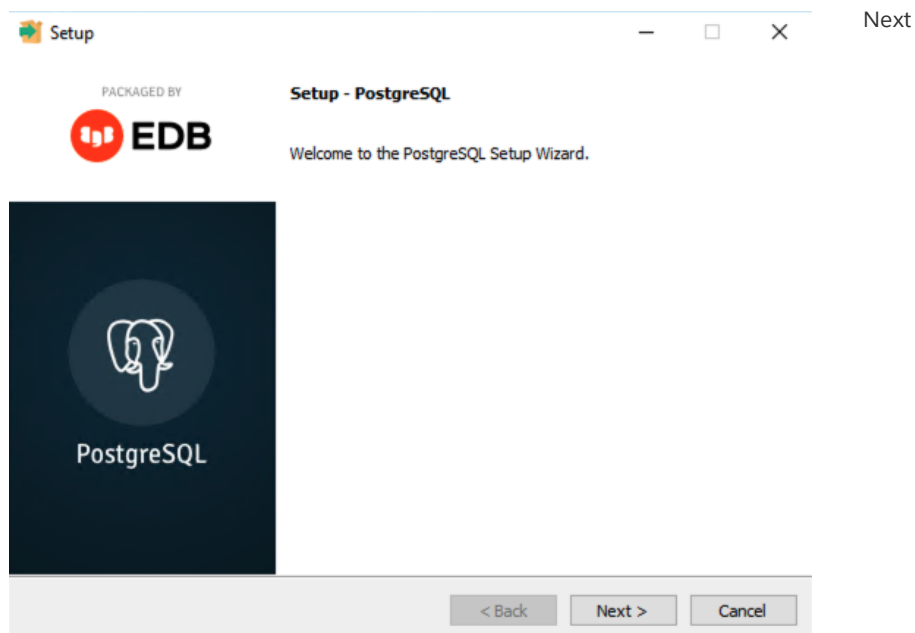 Setup
Next
PACKAGED BY
EDB
Setup - PostgreSQL
Welcome to the PostgreSQL Setup Wizard.
PostgreSQL
< Back
Next >
Cancel